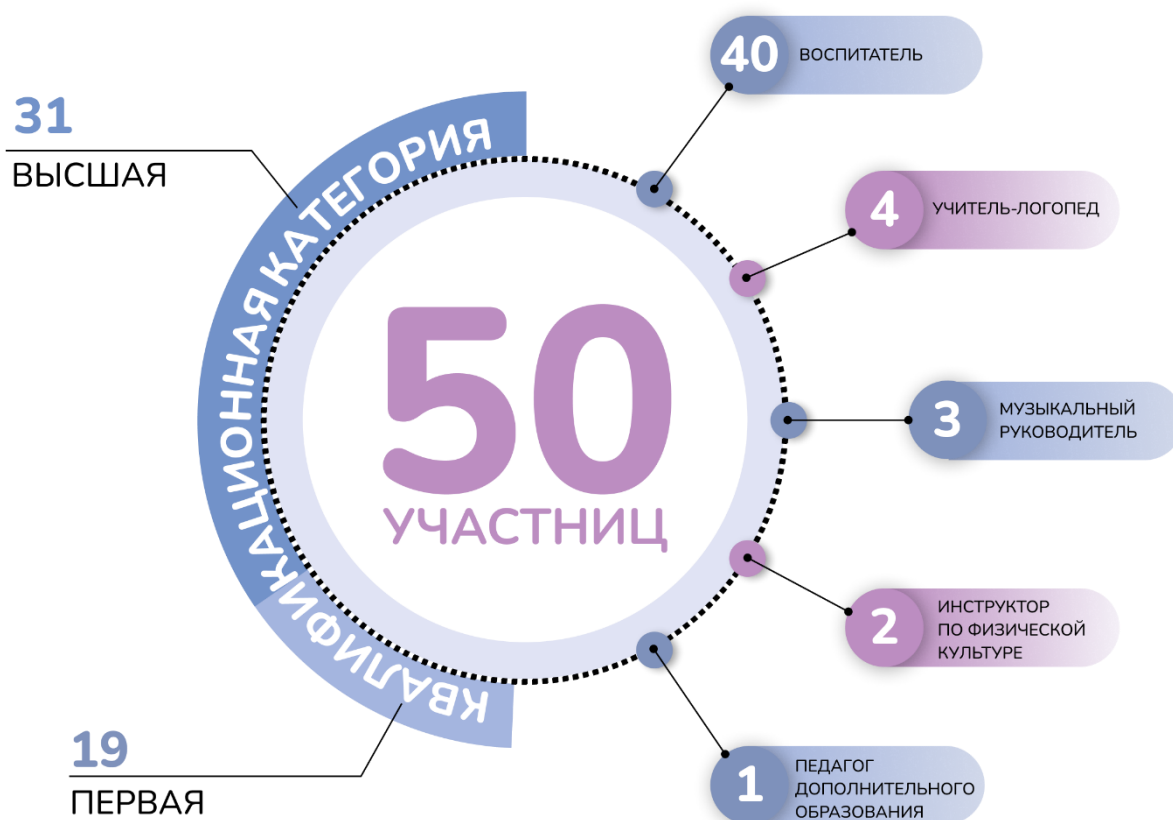 31
ВЫСШАЯ
КВАЛИФИКАЦИОННАЯ КАТЕГОРИЯ
19
ПЕРВАЯ
50
УЧАСТНИЦ
40
ВОСПИТАТЕЛЬ
4
УЧИТЕЛЬ-ЛОГОПЕД
3
МУЗЫКАЛЬНЫЙ
РУКОВОДИТЕЛЬ
2
ИНСТРУКТОР
ПО ФИЗИЧЕСКОЙ
КУЛЬТУРЕ
1
ПЕДАГОГ
ДОПОЛНИТЕЛЬНОГО
ОБРАЗОВАНИЯ